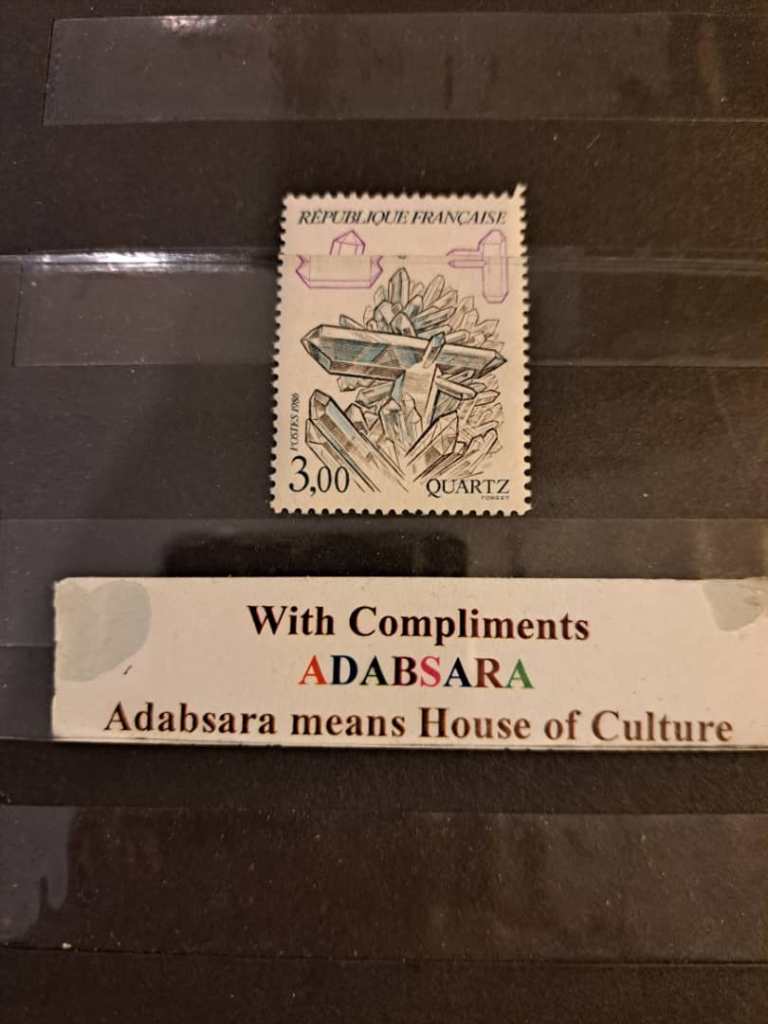 RÉPUBLIQUE FRANÇAISE
POSTES 1986
3,00
QUARTZ
FORGET
With Compliments
ADABSARA
Adabsara means House of Culture